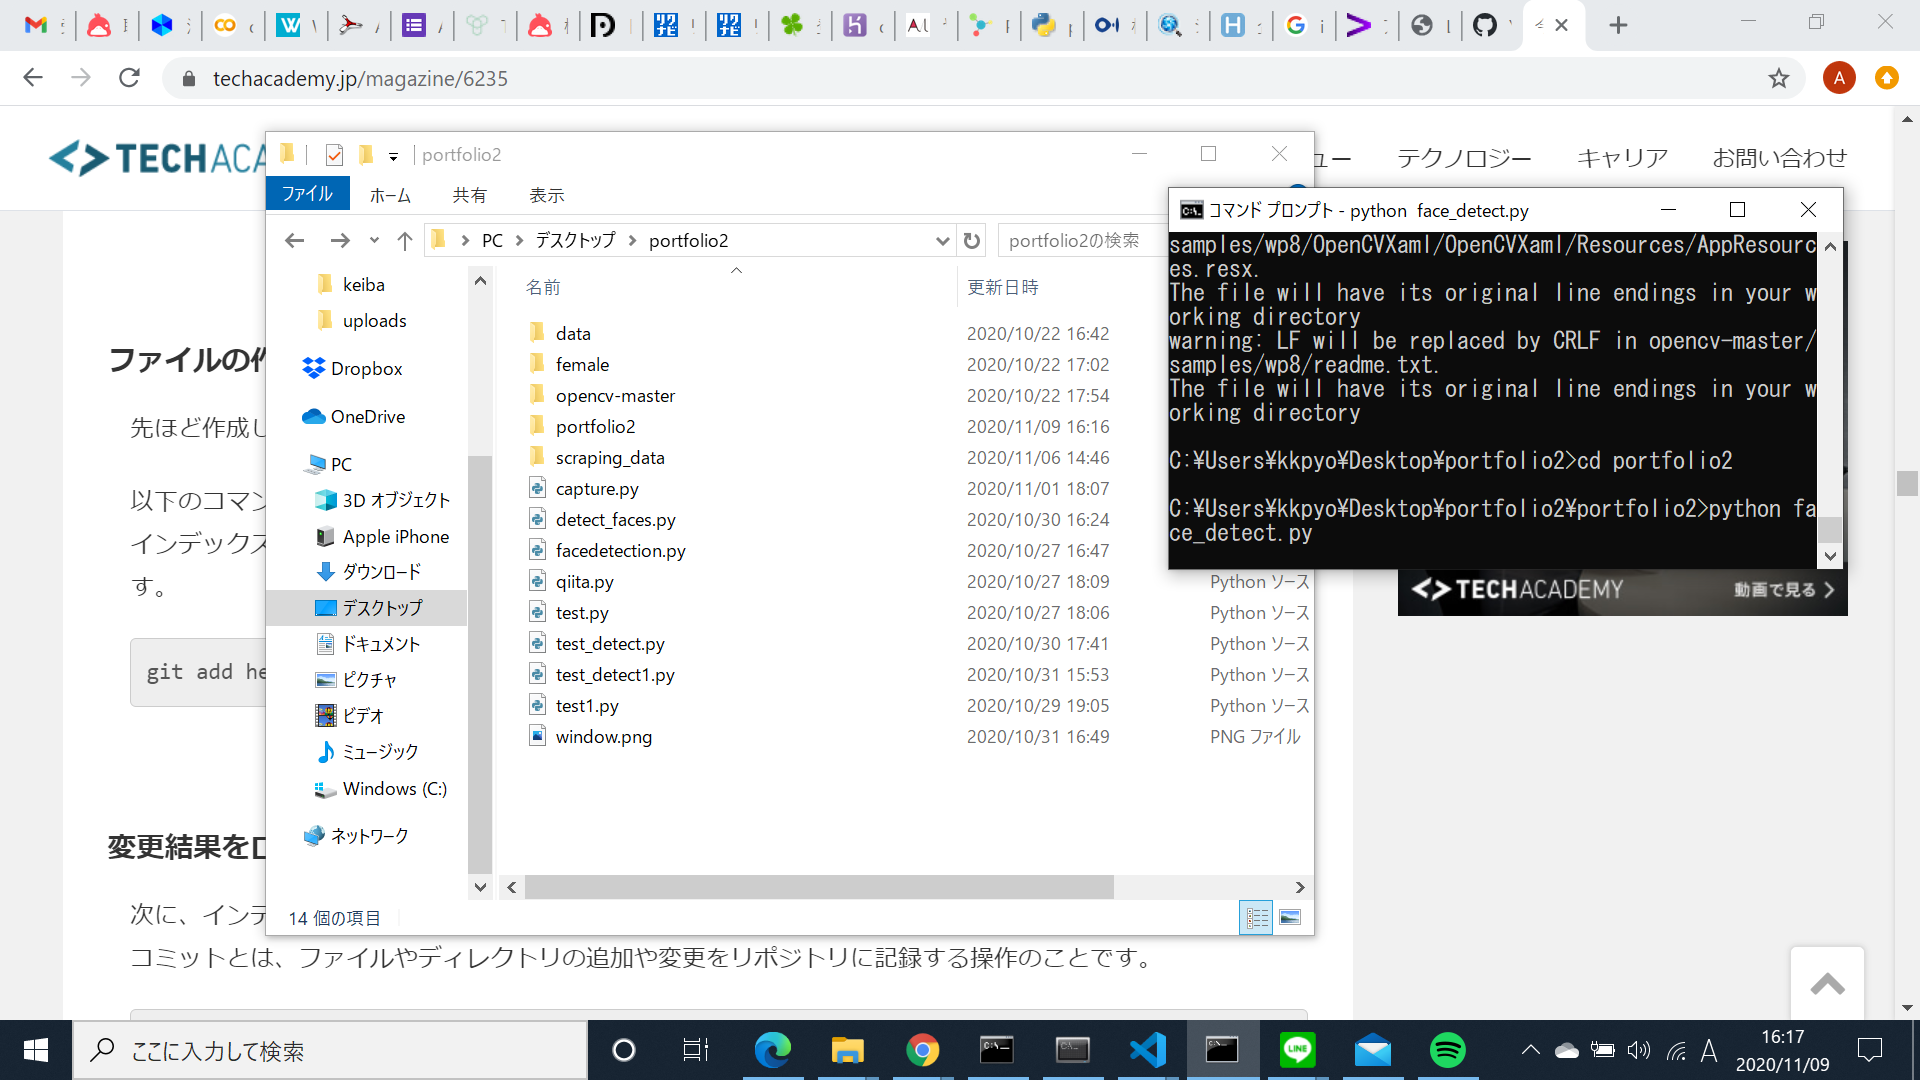 techacademy.jp/magazine/6235
A
TECHACA
ュー
テクノロジー
キャリア
お問い合わせ
ファイルの作
先ほど作成し
以下のコマン
インデックス
す。
git add he
変更結果をロ
次に、インデ
コミットとは、ファイルやディレクトリの追加や変更をリポジトリに記録する操作のことです。
portfolio2
ファイル
ホーム
共有
表示
PC
デスクトップ
portfolio2
portfolio2の検索
keiba
uploads
Dropbox
OneDrive
PC
3D オブジェクト
Apple iPhone
ダウンロード
デスクトップ
ドキュメント
ピクチャ
ビデオ
ミュージック
Windows (C:)
ネットワーク
名前 更新日時
data 2020/10/22 16:42
female 2020/10/22 17:02
opencv-master 2020/10/22 17:54
portfolio2 2020/11/09 16:16
scraping_data 2020/11/06 14:46
capture.py 2020/11/01 18:07
detect_faces.py 2020/10/30 16:24
facedetection.py 2020/10/27 16:47
qiita.py 2020/10/27 18:09 Python ソース
test.py 2020/10/27 18:06 Python ソース
test_detect.py 2020/10/30 17:41 Python ソース
test_detect1.py 2020/10/31 15:53 Python ソース
test1.py 2020/10/29 19:05 Python ソース
window.png 2020/10/31 16:49 PNG ファイル
14 個の項目
コマンド プロンプト - python face_detect.py
samples/wp8/OpenCVXaml/OpenCVXaml/Resources/AppResourc
es.resx.
The file will have its original line endings in your w
orking directory
warning: LF will be replaced by CRLF in opencv-master/
samples/wp8/readme.txt.
The file will have its original line endings in your w
orking directory
C:¥Users¥kkpyo¥Desktop¥portfolio2>cd portfolio2
C:¥Users¥kkpyo¥Desktop¥portfolio2¥portfolio2>python fa
ce_detect.py
TECHACADEMY
動画で見る
ここに入力して検索
LINE
A
16:17
2020/11/09